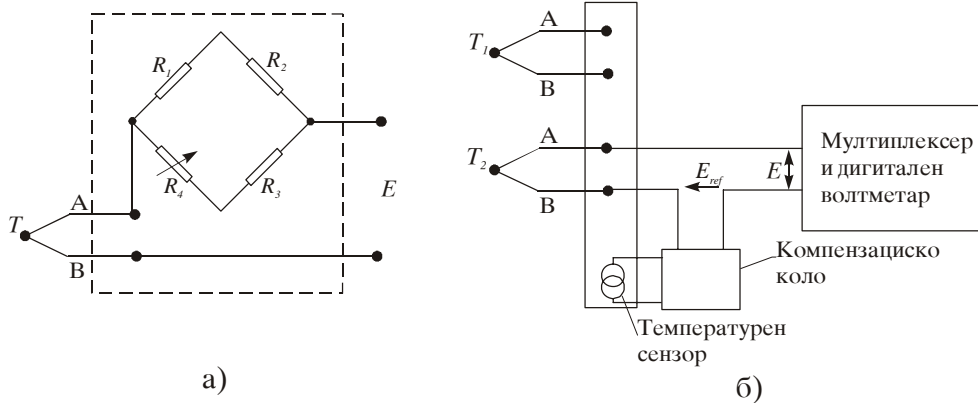 R1
R2
R4
R3
E
A
T
B
а)
A
T1
B
A
T2
B
Eref
E
Мултиплексер
и дигитален
волтметар
Компензациско
коло
Температурен
сензор
б)